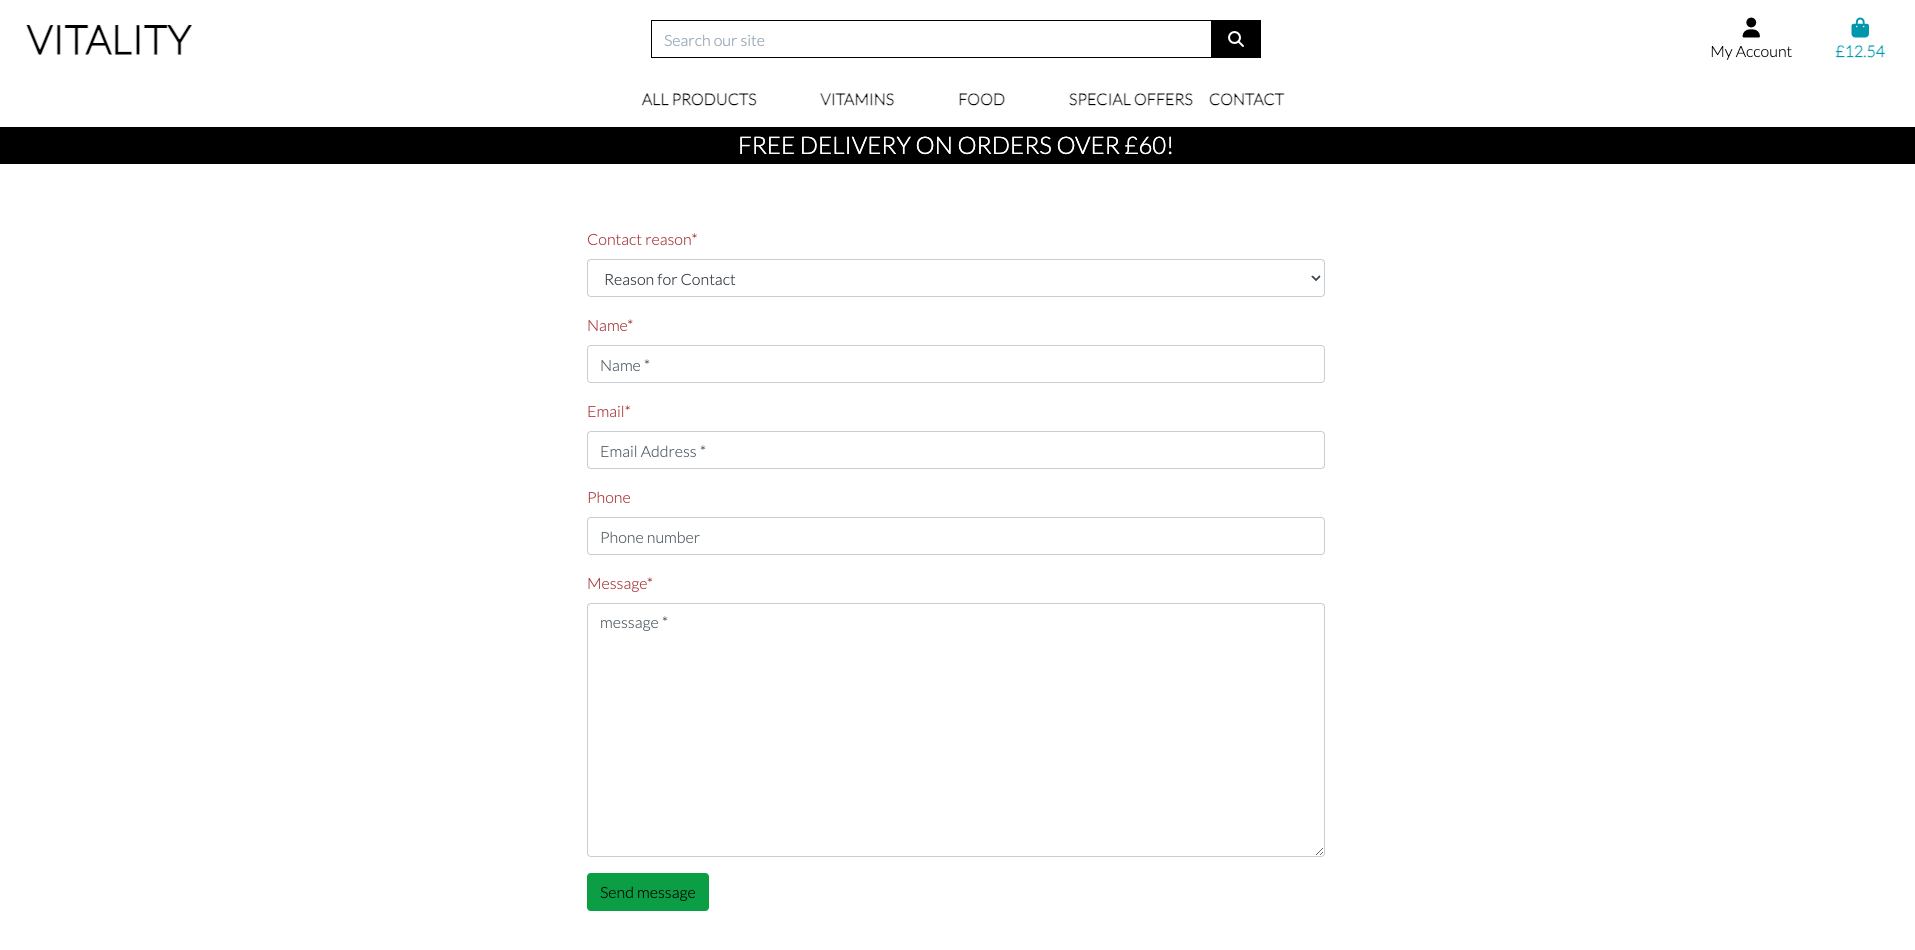 VITALITY
Search our site
My Account
£12.54
ALL PRODUCTS VITAMINS FOOD SPECIAL OFFERS CONTACT
FREE DELIVERY ON ORDERS OVER £60!
Contact reason*
Reason for Contact
Name*
Name *
Email*
Email Address *
Phone
Phone number
Message*
message *
Send message